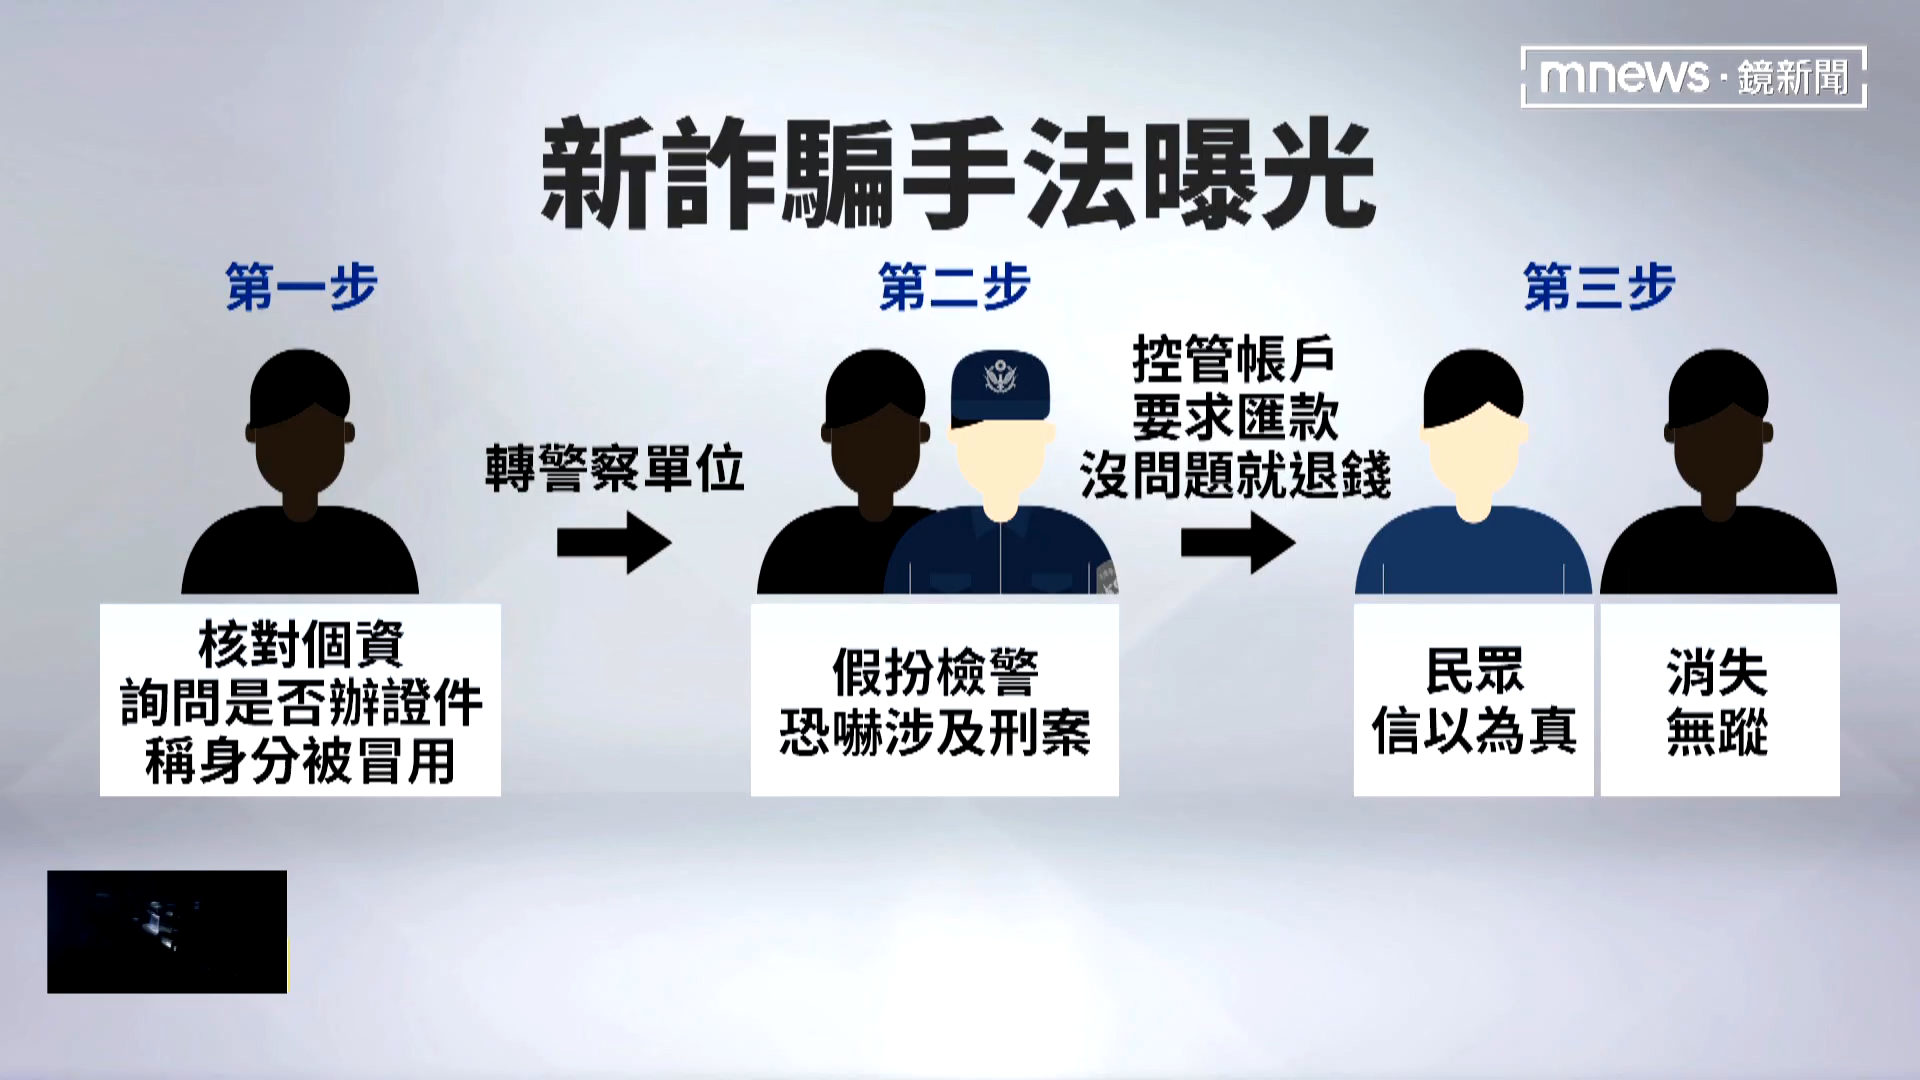 mnews·鏡新聞
新詐騙手法曝光
第一步
核對個資
詢問是否辦證件
稱身分被冒用
轉警察單位
第二步
假扮檢警
恐嚇涉及刑案
控管帳戶
要求匯款
沒問題就退錢
第三步
民眾
信以為真
消失
無蹤